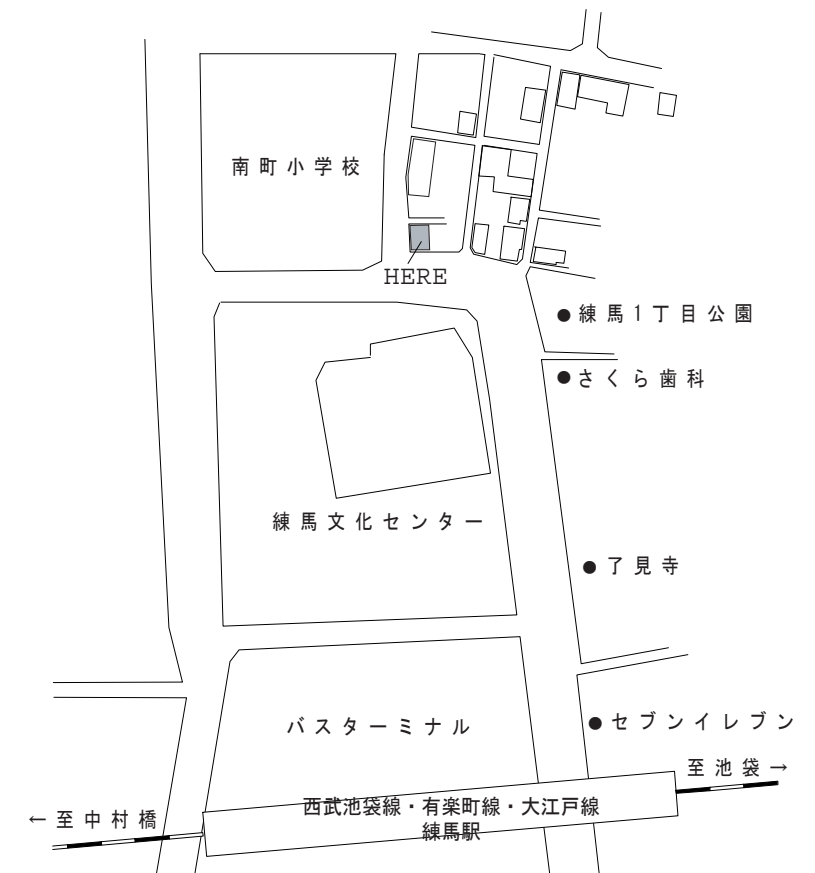 南町小学校
HERE
●練馬1丁目公園
●さくら歯科
練馬文化センター
●了見寺
バスターミナル
●セブンイレブン
至池袋→
西武池袋線・有楽町線・大江戸線
練馬駅
←至中村橋